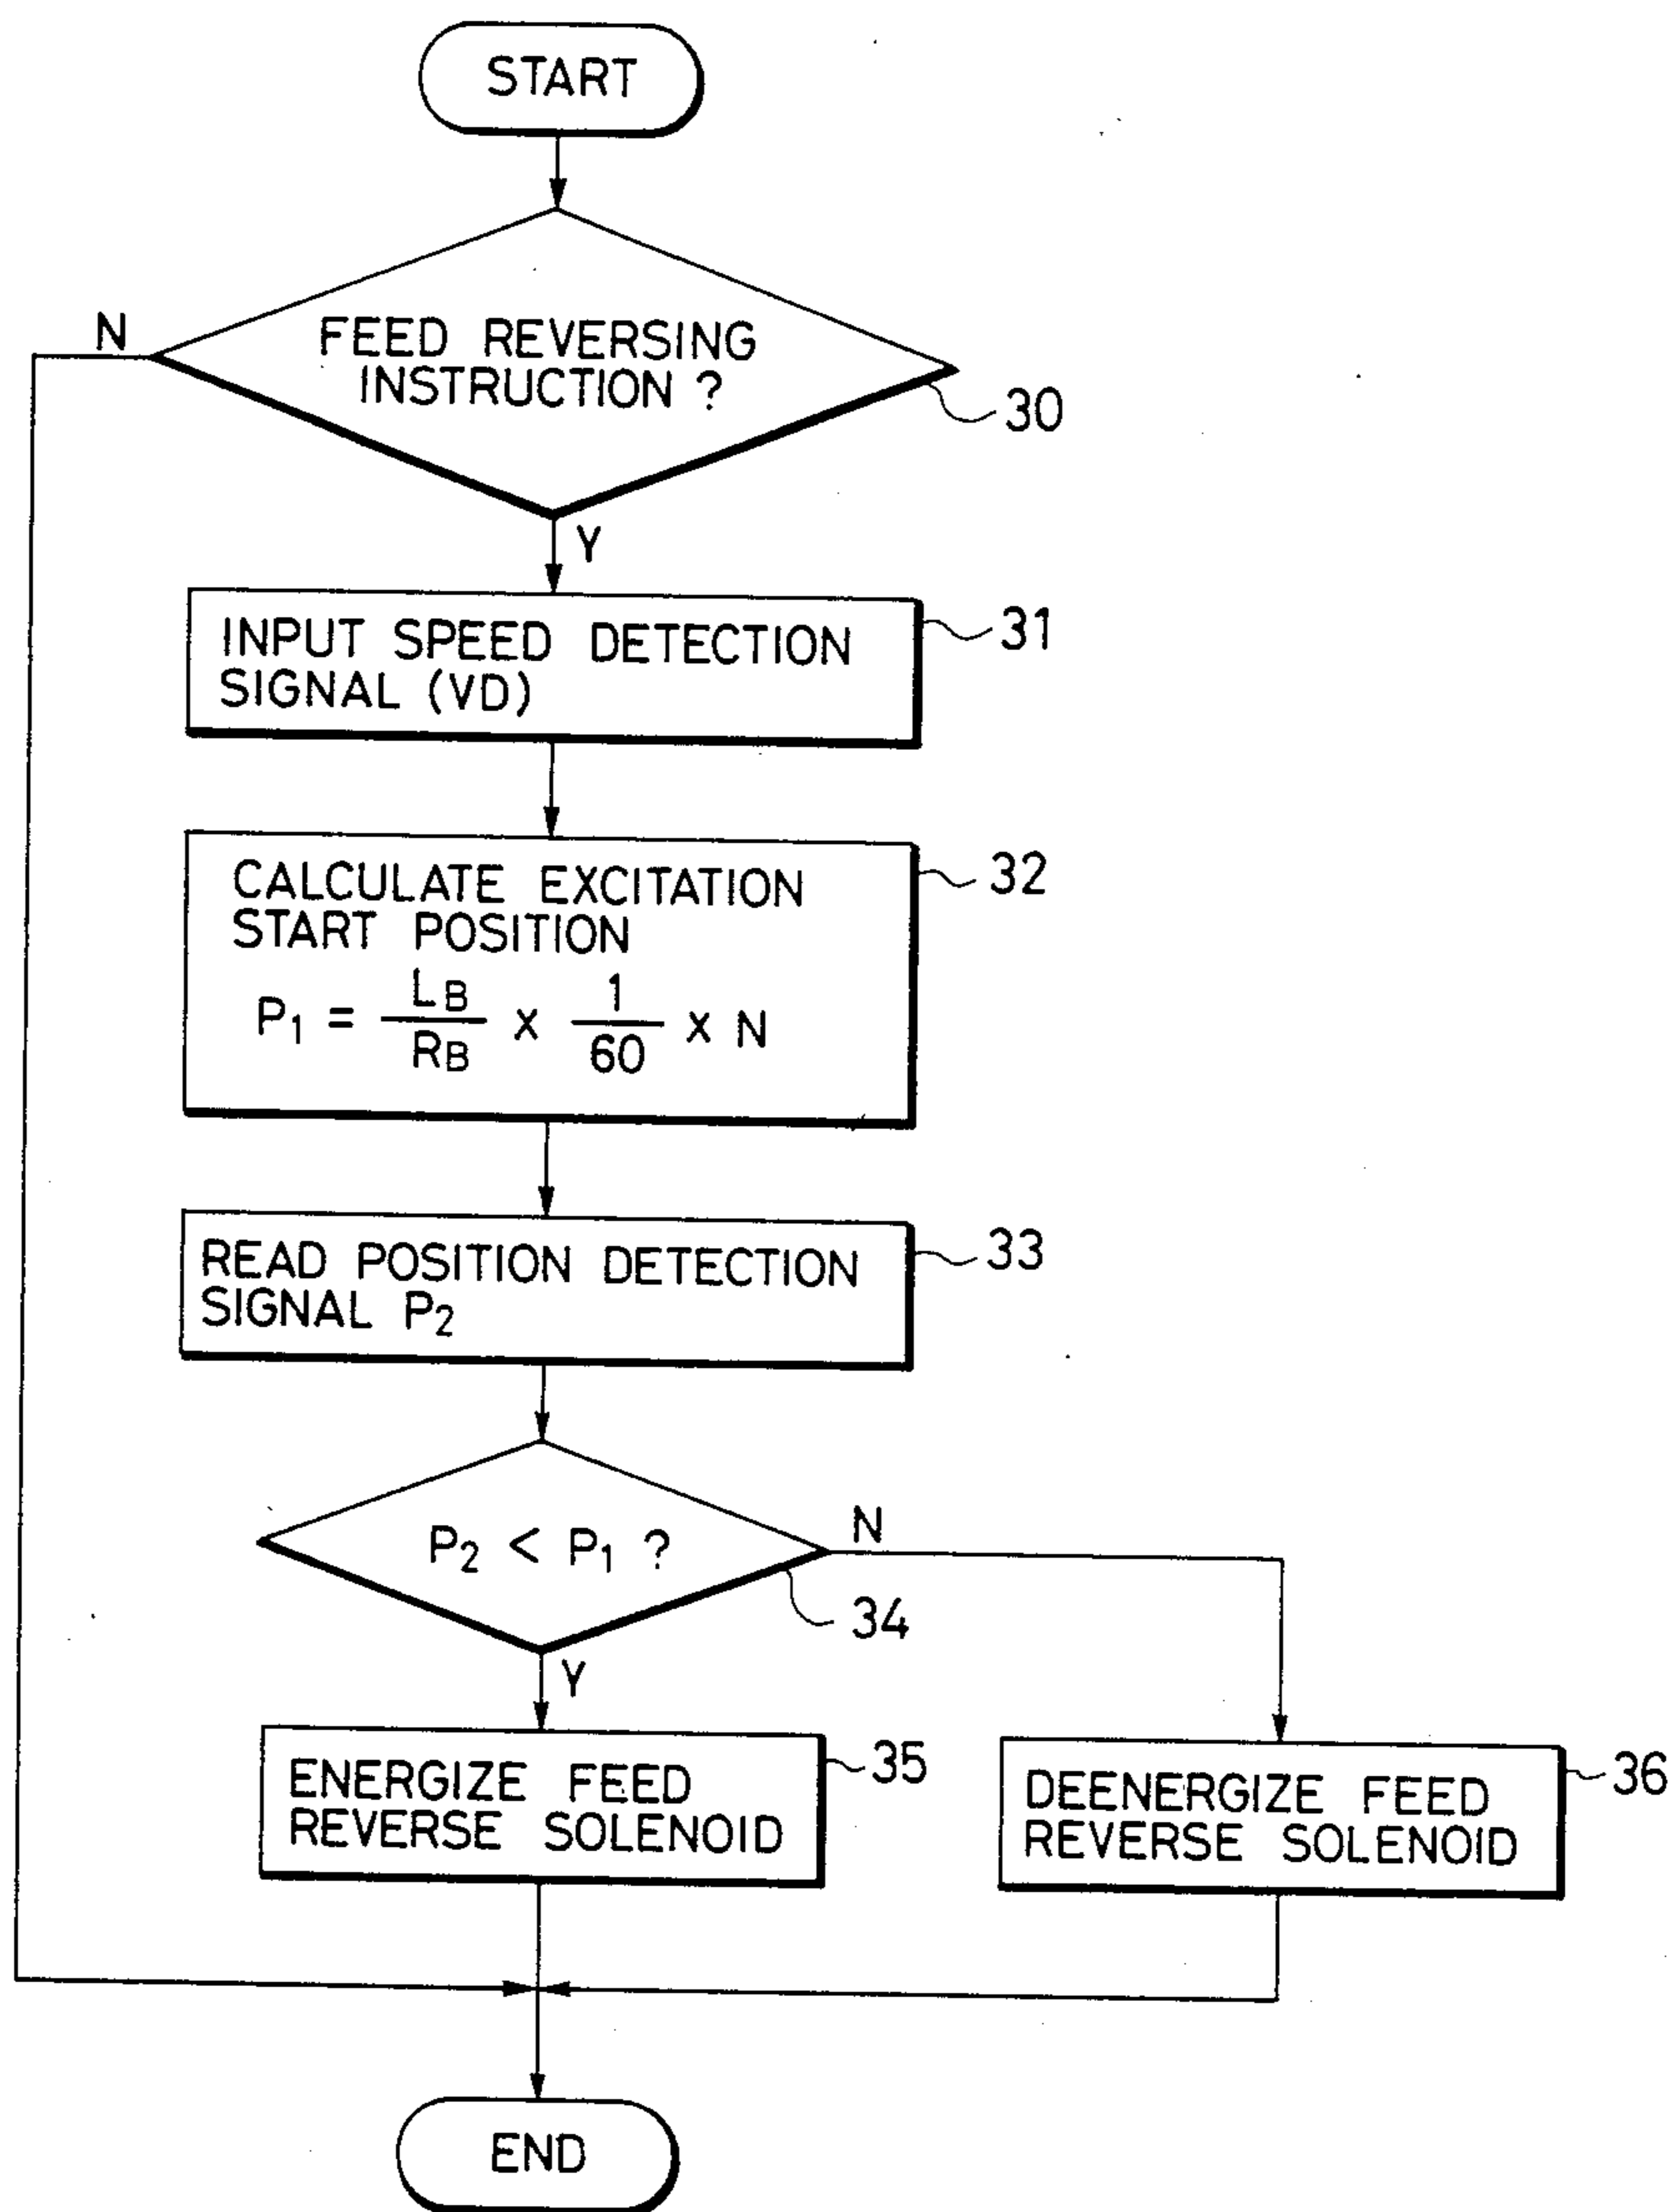 START
N
FEED REVERSING
INSTRUCTION ?
30
Y
INPUT SPEED DETECTION
SIGNAL (VD)
31
CALCULATE EXCITATION
START POSITION
P1 = LB/RB x 1/60 x N
32
READ POSITION DETECTION
SIGNAL P2
33
P2 < P1 ?
N
34
Y
ENERGIZE FEED
REVERSE SOLENOID
35
DEENERGIZE FEED
REVERSE SOLENOID
36
END